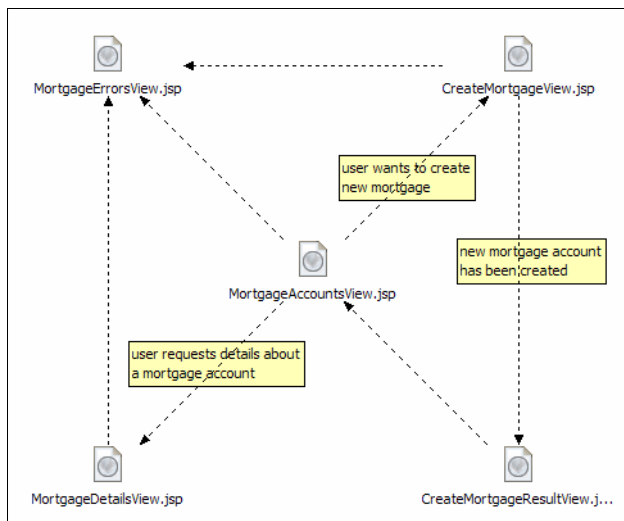 MortgageErrorsView.jsp
CreateMortgageView.jsp
user wants to create
new mortgage
new mortgage account
has been created
MortgageAccountsView.jsp
user requests details about
a mortgage account
MortgageDetailsView.jsp
CreateMortgageResultView.j...